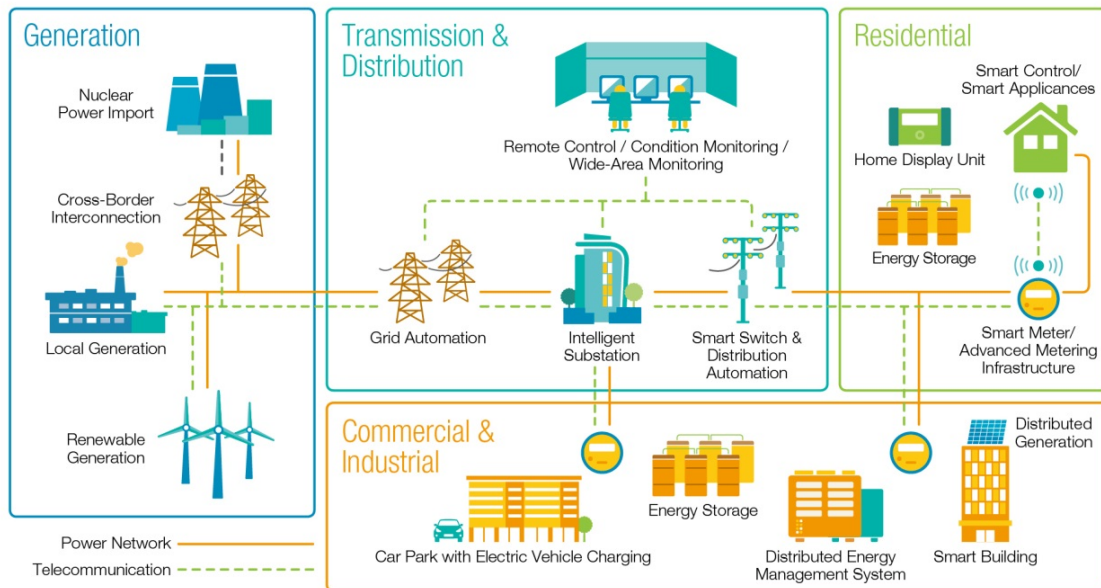 Generation
Nuclear
Power Import
Cross-Border
Interconnection
Local Generation
Renewable
Generation
Transmission &
Distribution
Remote Control / Condition Monitoring /
Wide-Area Monitoring
Grid Automation
Intelligent
Substation
Smart Switch &
Distribution
Automation
Residential
Smart Control/
Smart Applicances
Home Display Unit
Energy Storage
Smart Meter/
Advanced Metering
Infrastructure
Commercial &
Industrial
Car Park with Electric Vehicle Charging
Energy Storage
Distributed Energy
Management System
Distributed
Generation
Smart Building
Power Network
Telecommunication